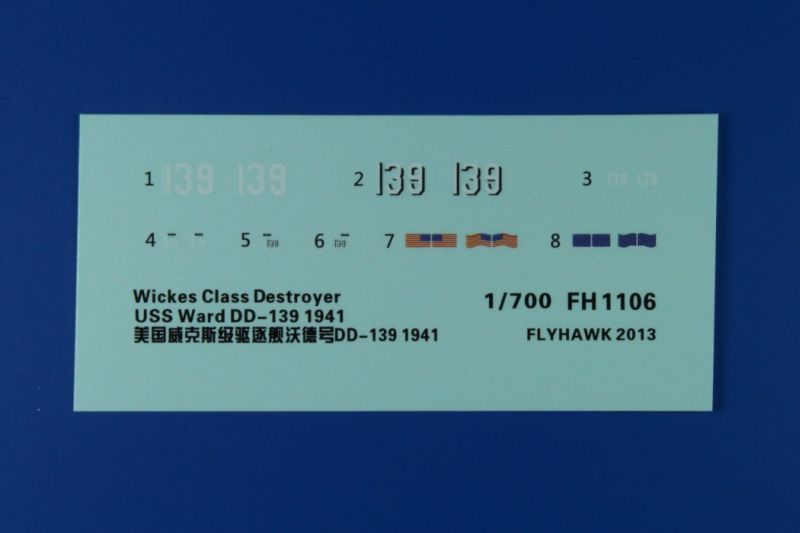 1 139 139 2 139 139 3 139 139
4 5 139 6 139 7 8
Wickes Class Destroyer
USS Ward DD-139 1941
美国威克斯级驱逐舰沃德号DD-139 1941
1/700 FH1106
FLYHAWK 2013